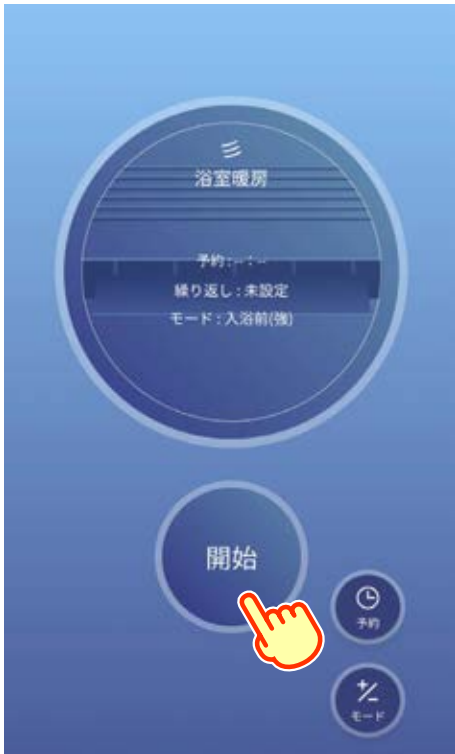 浴室暖房
予約:--:--
繰り返し:未設定
モード:入浴前(強)
開始
予約
モード